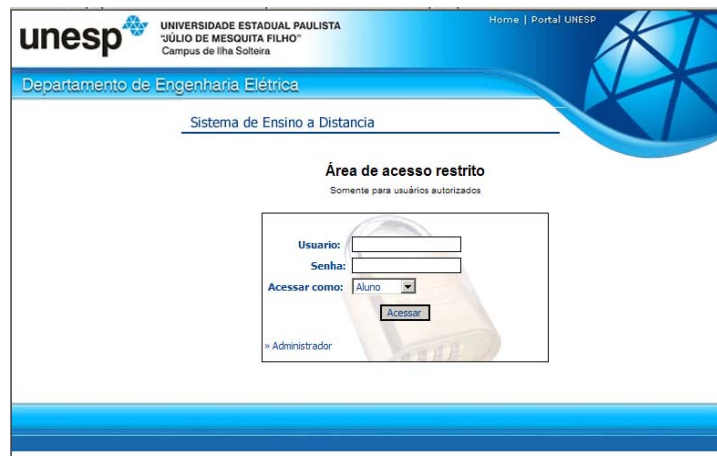 Home | Portal UNESP
unesp
UNIVERSIDADE ESTADUAL PAULISTA
"JÚLIO DE MESQUITA FILHO"
Campus de Ilha Solteira
Departamento de Engenharia Elétrica
Sistema de Ensino a Distancia
Área de acesso restrito
Somente para usuários autorizados
Usuario:
Senha:
Acessar como: Aluno
Acessar
» Administrador